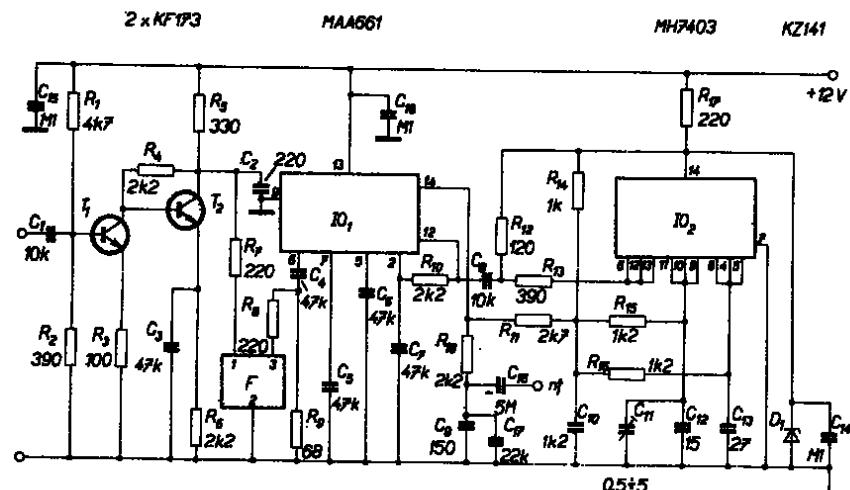 2 x KF173 MAA661 MH7403 KZ141
+12V
C15 M1
R1 4k7
R5 330
C18 M1
R17 220
R4 2k2
C2 220
13
14
T1
T2
9
IO1
14
12
R14 1k
IO2
7
C1 10k
R12 120
R7 220
6 7 5 2
C4 47k
R10 2k2
C8 10k
R13 390
6 12 13 11 10 9 8 4 5
R2 390
R3 100
C3 47k
R8 220
C6 47k
R11 2k7
R15 1k2
1 3
F
2
C5 47k
C7 47k
R18 2k2
R16 1k2
C16 5M
nf
R6 2k2
R9 68
C9 150
C17 22k
C10 1k2
C11
C12 15
C13 27
D1
C14 M1
0,5÷5